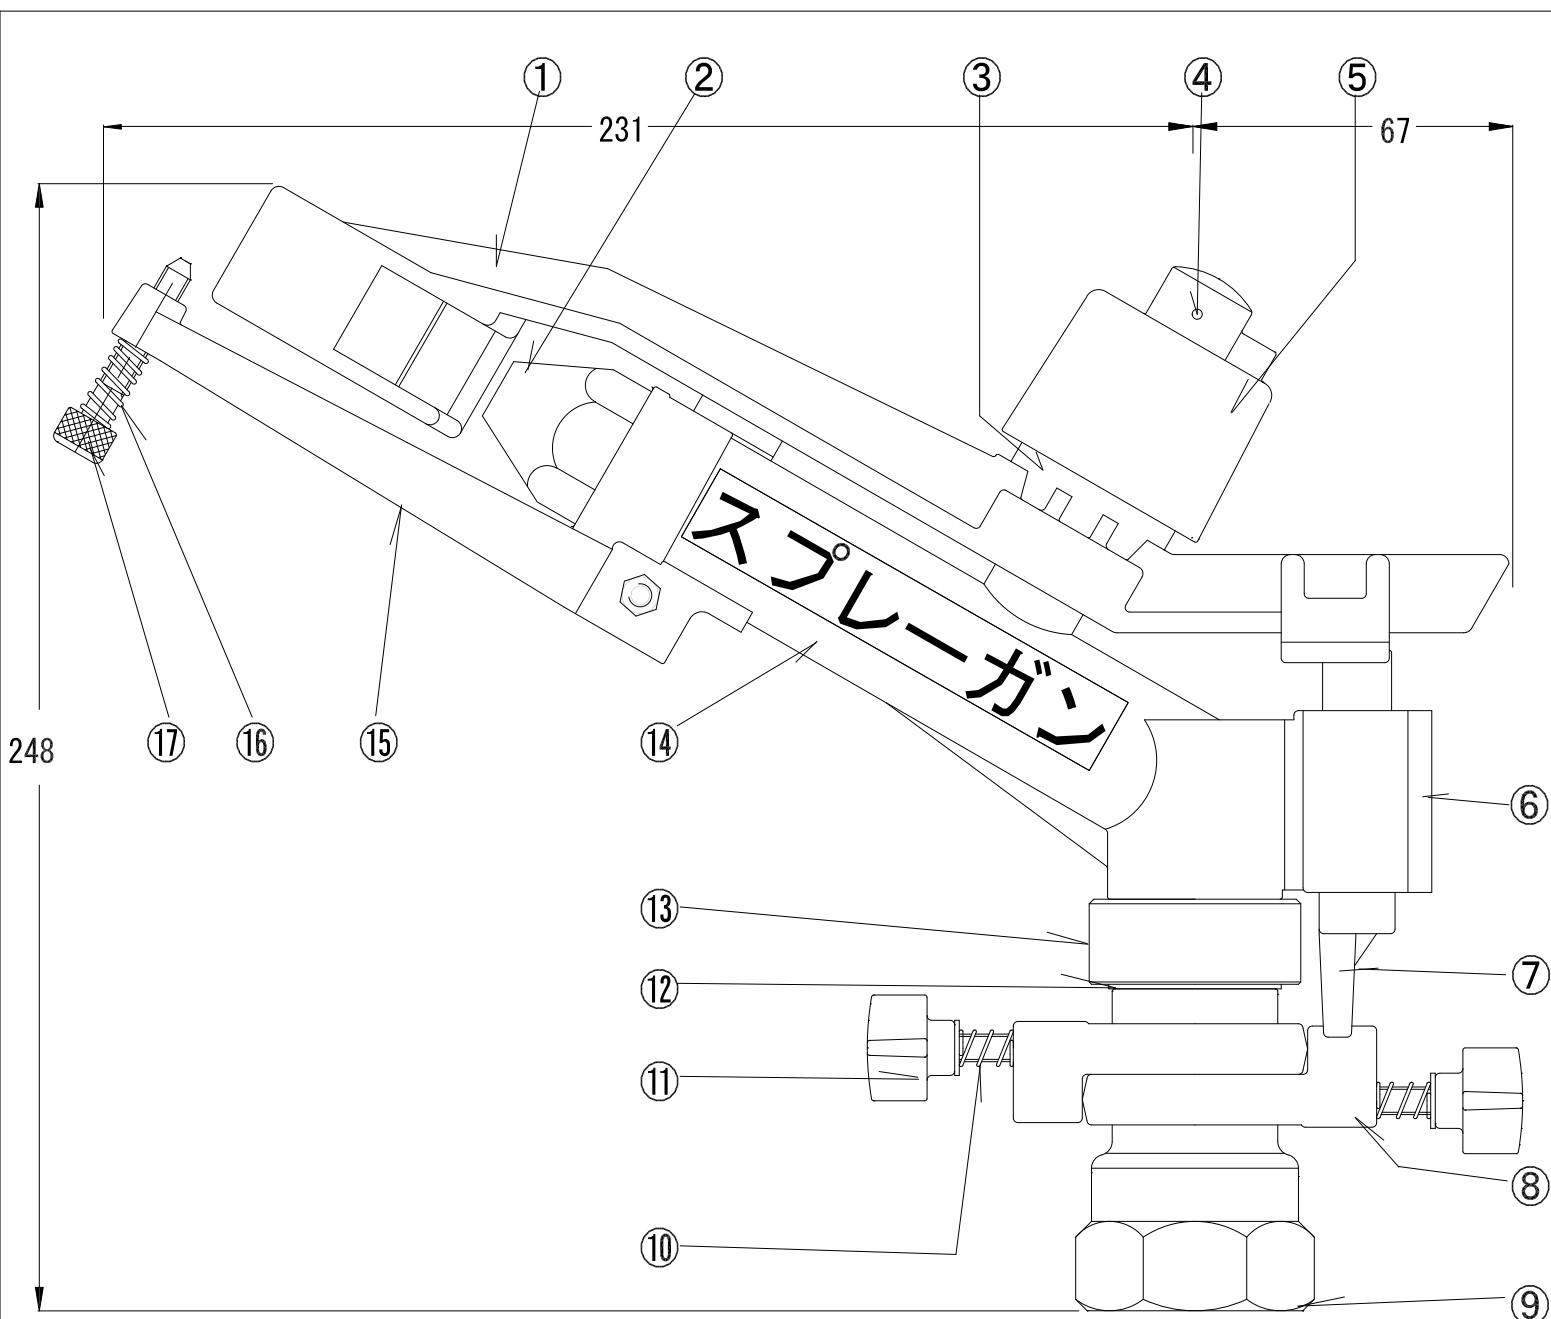 ① ② ③ ④ ⑤
231 67
スプレーガン
248 ⑰ ⑯ ⑮ ⑭
⑥
⑬
⑫ ⑦
⑪
⑧
⑩
⑨